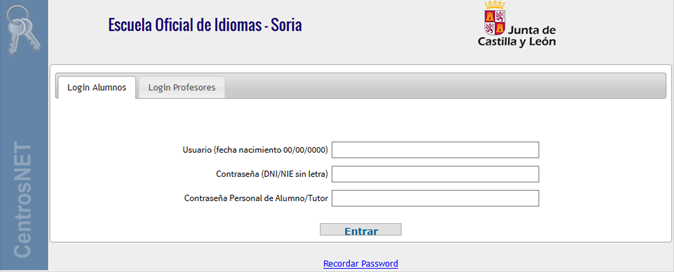 Escuela Oficial de Idiomas - Soria
Junta de
Castilla y León
CentrosNET
Login Alumnos
Login Profesores
Usuario (fecha nacimiento 00/00/0000)
Contraseña (DNI/NIE sin letra)
Contraseña Personal de Alumno/Tutor
Entrar
Recordar Password